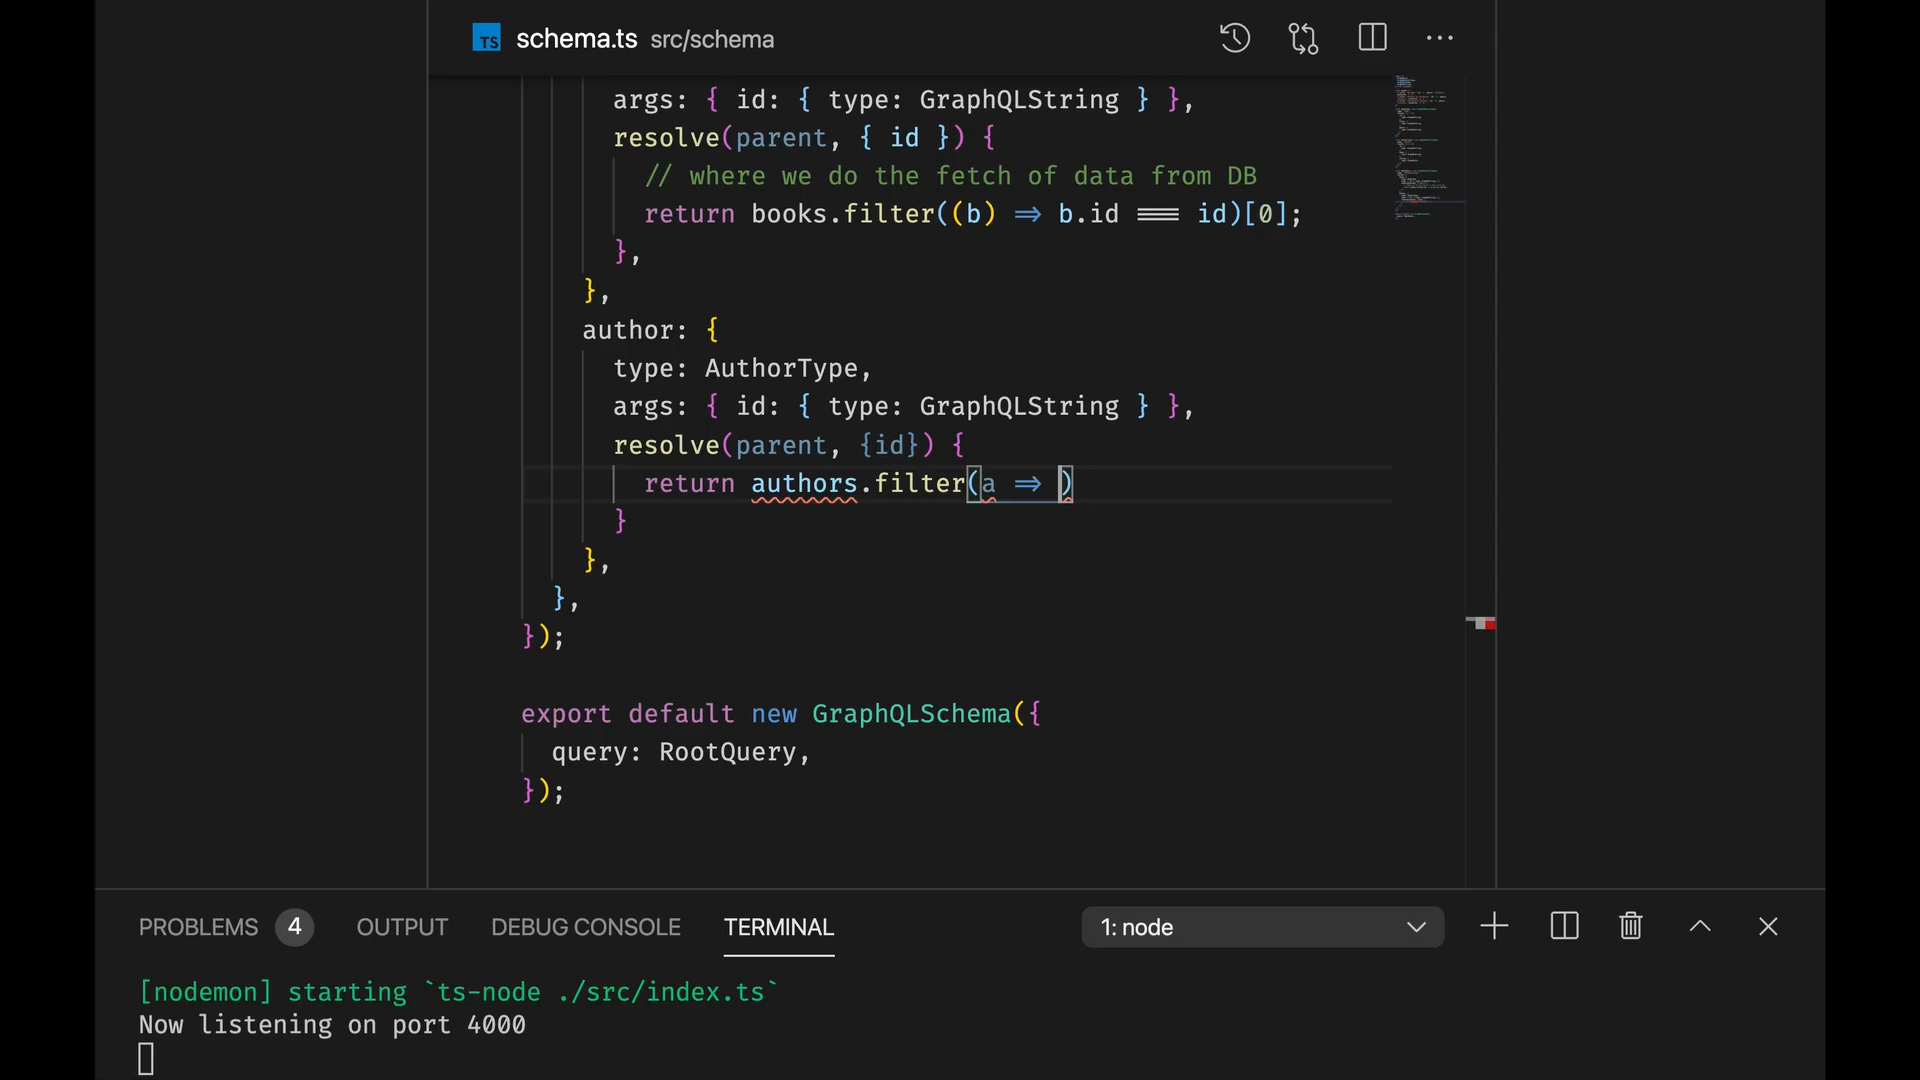 TS schema.ts src/schema
args: { id: { type: GraphQLString } },
resolve(parent, { id }) {
// where we do the fetch of data from DB
return books.filter((b) => b.id === id)[0];
},
},
author: {
type: AuthorType,
args: { id: { type: GraphQLString } },
resolve(parent, {id}) {
return authors.filter(a => )
}
},
},
});
export default new GraphQLSchema({
query: RootQuery,
});
PROBLEMS 4 OUTPUT DEBUG CONSOLE TERMINAL 1: node
[nodemon] starting `ts-node ./src/index.ts`
Now listening on port 4000